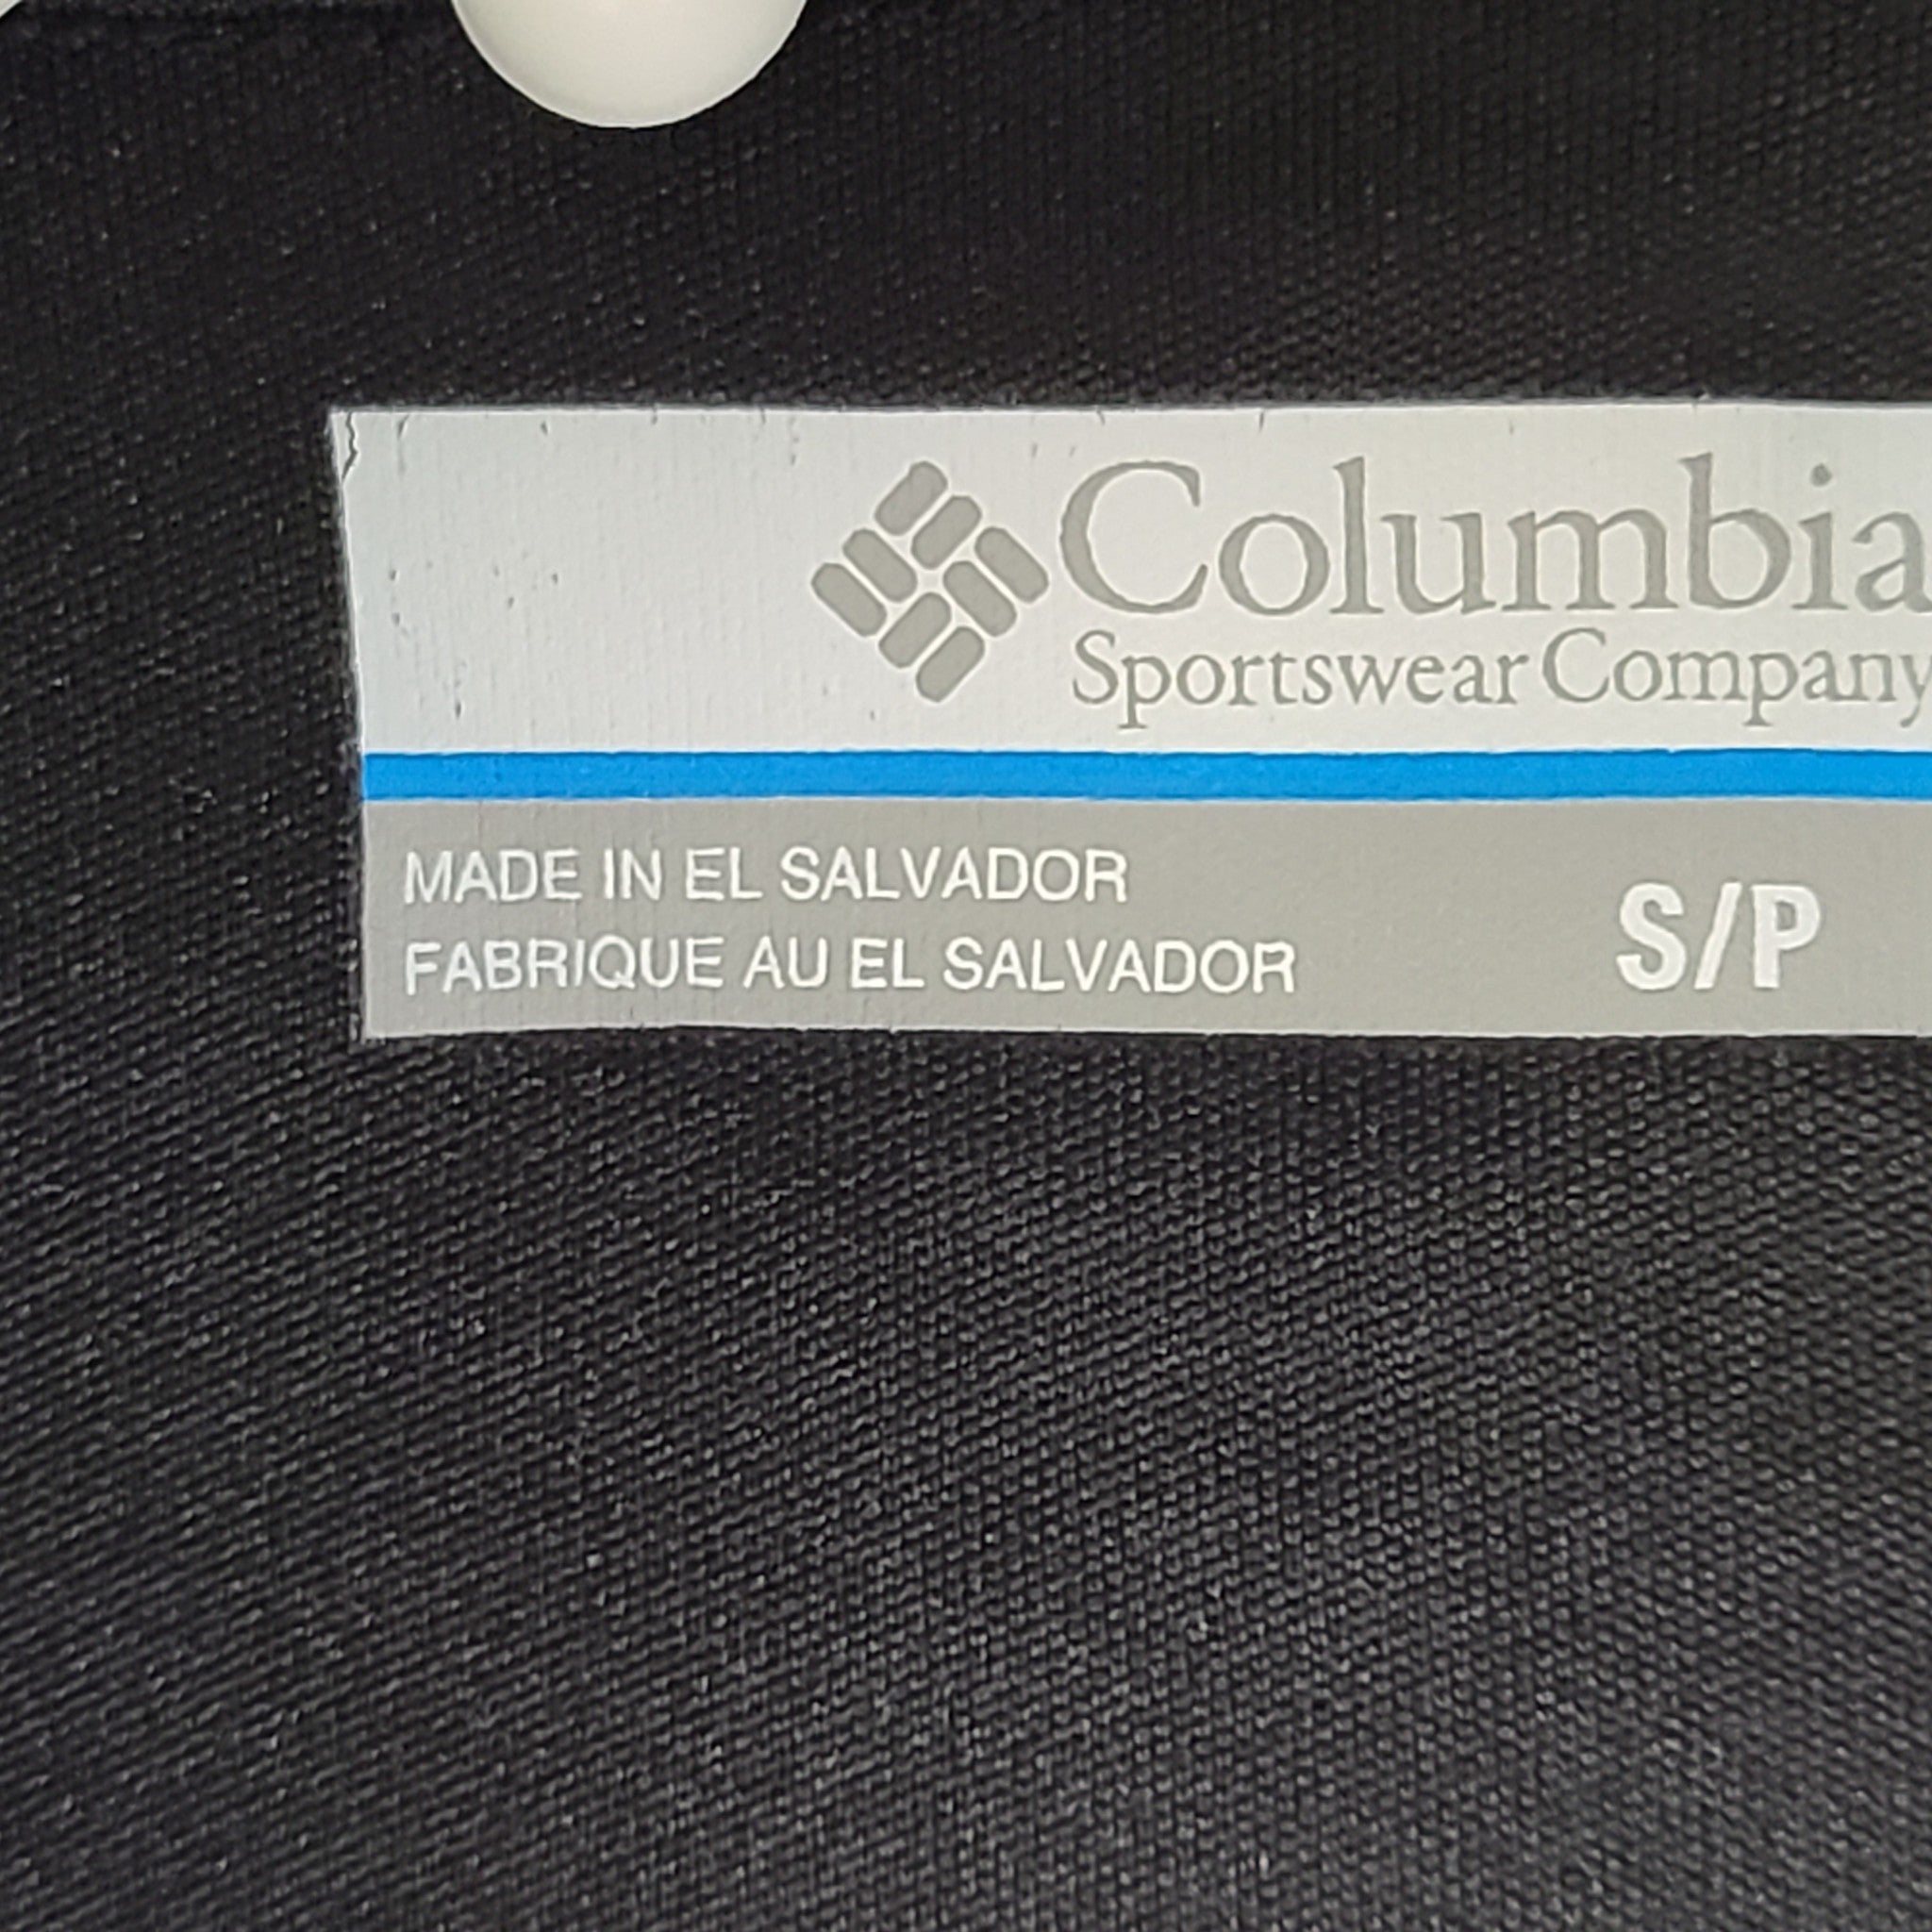 Columbia
Sportswear Company
MADE IN EL SALVADOR
FABRIQUE AU EL SALVADOR
S/P